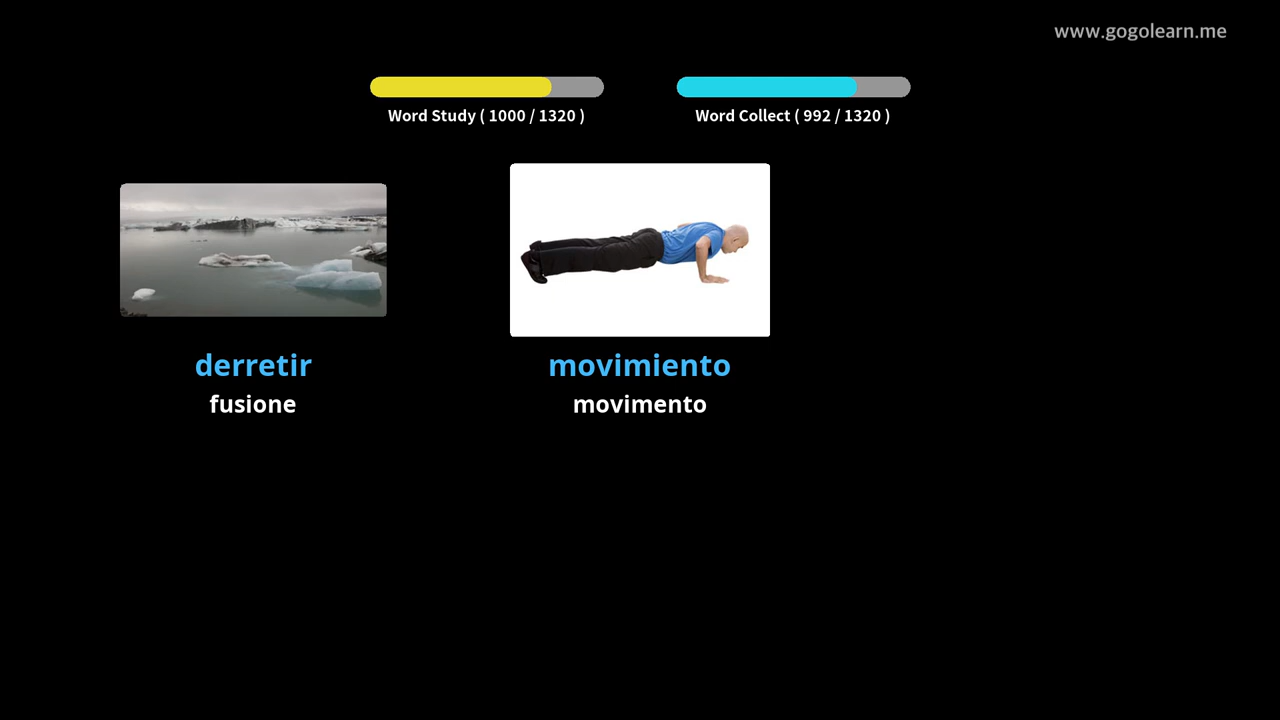 www.gogolearn.me
Word Study ( 1000 / 1320 )
Word Collect ( 992 / 1320 )
derretir
fusione
movimiento
movimento